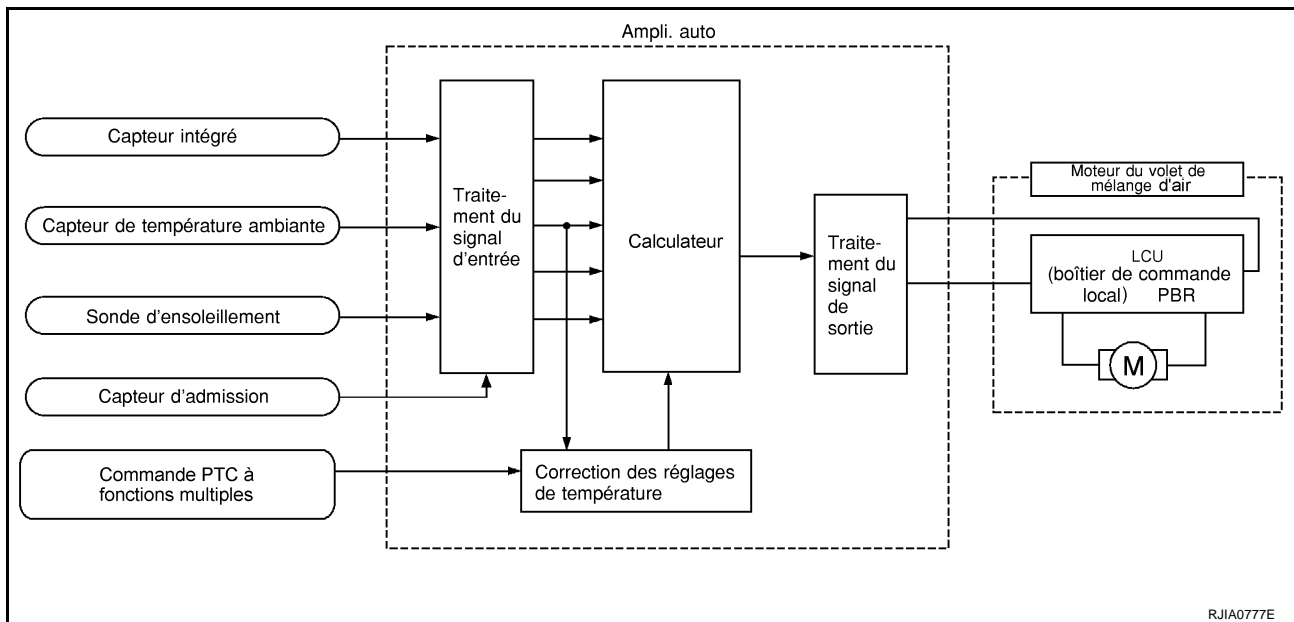 Ampli. auto
Capteur intégré
Capteur de température ambiante
Sonde d'ensoleillement
Capteur d'admission
Commande PTC à
fonctions multiples
Traite-
ment du
signal
d'entrée
Calculateur
Correction des réglages
de température
Traite-
ment du
signal
de
sortie
Moteur du volet de
mélange d'air
LCU
(boîtier de commande
local) PBR
M
RJIA0777E